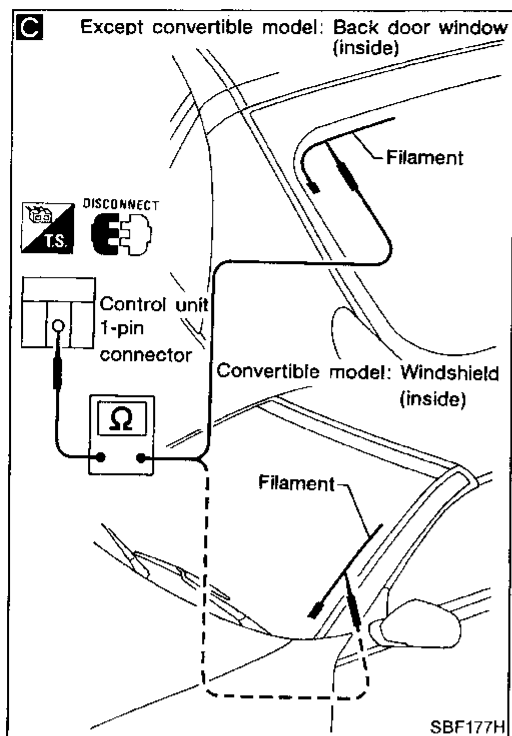 C Except convertible model: Back door window
(inside)
Filament
DISCONNECT
T.S.
Control unit
1-pin
connector
Convertible model: Windshield
(inside)
Ω
Filament
SBF177H